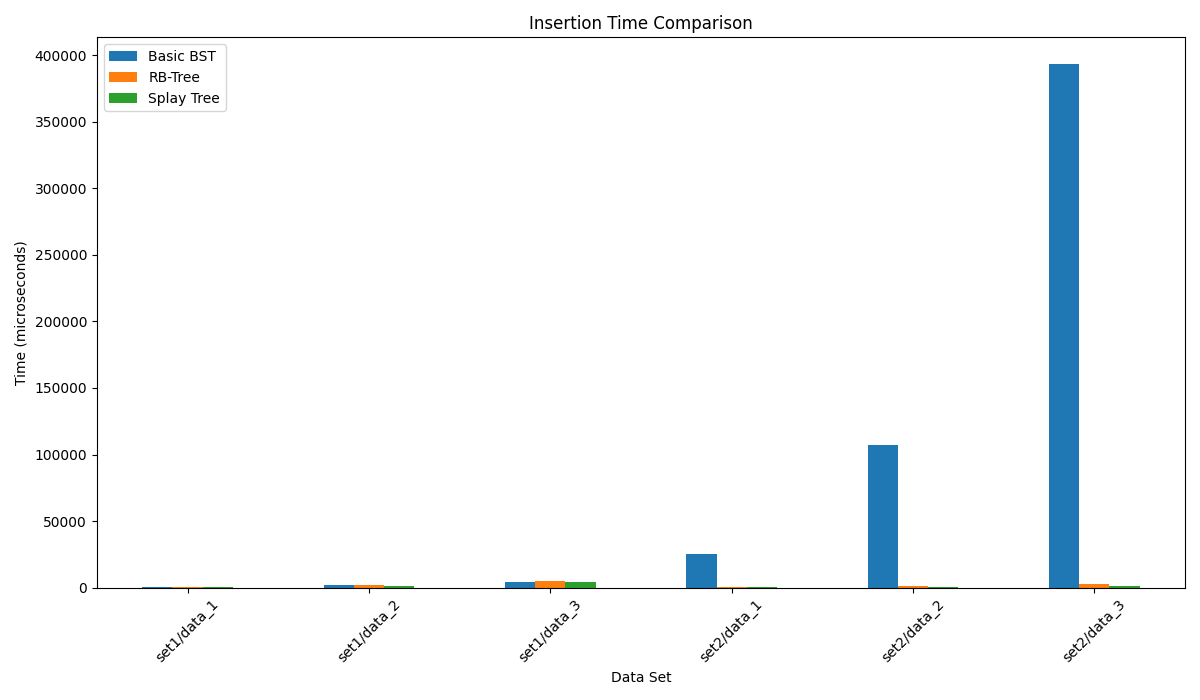 Insertion Time Comparison
Basic BST
RB-Tree
Splay Tree
Time (microseconds)
400000
350000
300000
250000
200000
150000
100000
50000
0
set1/data_1
set1/data_2
set1/data_3
set2/data_1
set2/data_2
set2/data_3
Data Set